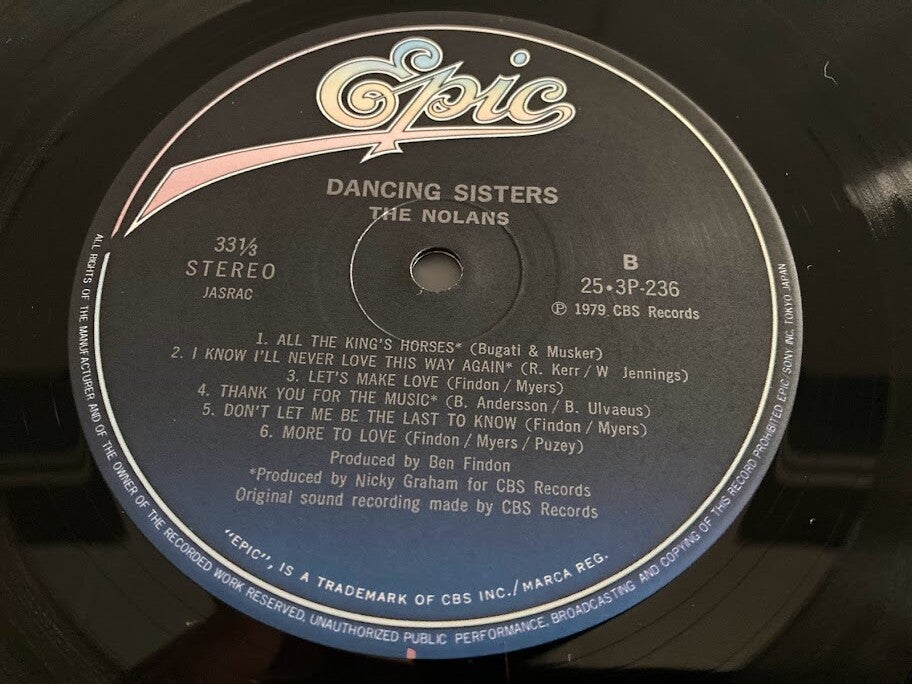 Epic
DANCING SISTERS
THE NOLANS
33⅓
STEREO
JASRAC
B
25•3P-236
℗ 1979 CBS Records
1. ALL THE KING'S HORSES* (Bugati & Musker)
2. I KNOW I'LL NEVER LOVE THIS WAY AGAIN* (R. Kerr / W Jennings)
3. LET'S MAKE LOVE (Findon / Myers)
4. THANK YOU FOR THE MUSIC* (B. Andersson / B. Ulvaeus)
5. DON'T LET ME BE THE LAST TO KNOW (Findon / Myers)
6. MORE TO LOVE (Findon / Myers / Puzey)
Produced by Ben Findon
*Produced by Nicky Graham for CBS Records
Original sound recording made by CBS Records
"EPIC", IS A TRADEMARK OF CBS INC./MARCA REG.
ALL RIGHTS OF THE MANUFACTURER AND OF THE OWNER OF THE RECORDED WORK RESERVED. UNAUTHORIZED PUBLIC PERFORMANCE, BROADCASTING AND COPYING OF THIS RECORD PROHIBITED EPIC/SONY INC. TOKYO JAPAN